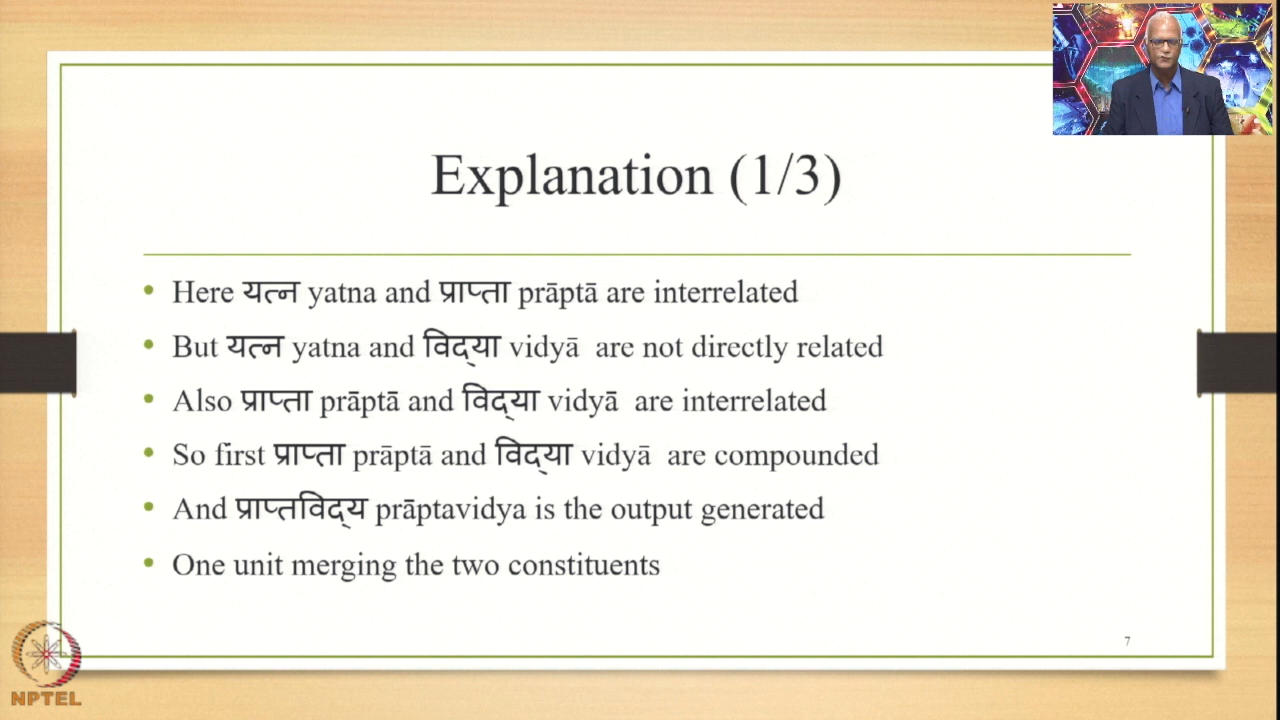 Explanation (1/3)
• Here यत्न yatna and प्राप्ता prāptā are interrelated
• But यत्न yatna and विद्‌या vidyā are not directly related
• Also प्राप्ता prāptā and विद्‌या vidyā are interrelated
• So first प्राप्ता prāptā and विद्‌या vidyā are compounded
• And प्राप्तविद्‌य prāptavidya is the output generated
• One unit merging the two constituents
7
NPTEL